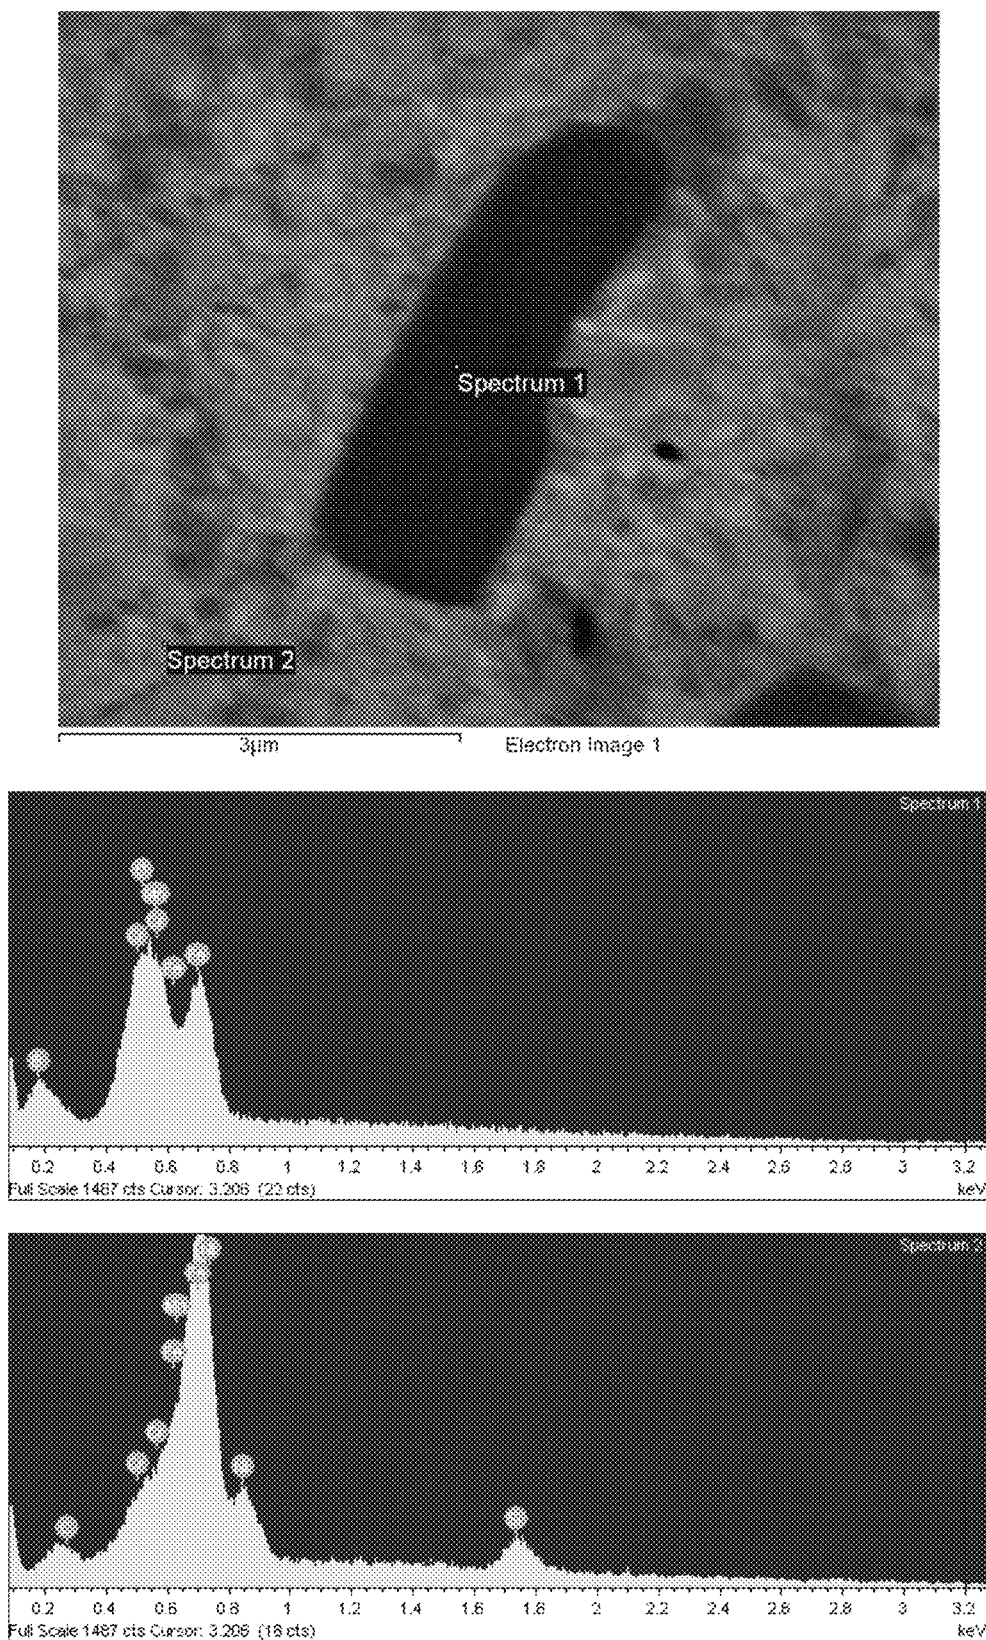 Spectrum 1
Spectrum 2
3μm Electron Image 1
Spectrum 1
0.2 0.4 0.6 0.8 1 1.2 1.4 1.6 1.8 2 2.2 2.4 2.6 2.8 3 3.2
Full Scale 1487 cts Cursor: 3.206 (22 cts) keV
Spectrum 2
0.2 0.4 0.6 0.8 1 1.2 1.4 1.6 1.8 2 2.2 2.4 2.6 2.8 3 3.2
Full Scale 1487 cts Cursor: 3.206 (18 cts) keV